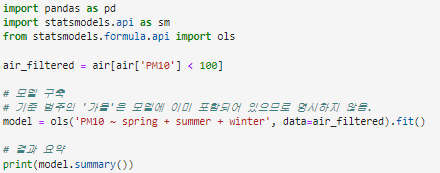 import pandas as pd
import statsmodels.api as sm
from statsmodels.formula.api import ols
air_filtered = air[air['PM10'] < 100]
# 모델 구축
# 기준 범주인 '가을'은 모델에 이미 포함되어 있으므로 명시하지 않음.
model = ols('PM10 ~ spring + summer + winter', data=air_filtered).fit()
# 결과 요약
print(model.summary())